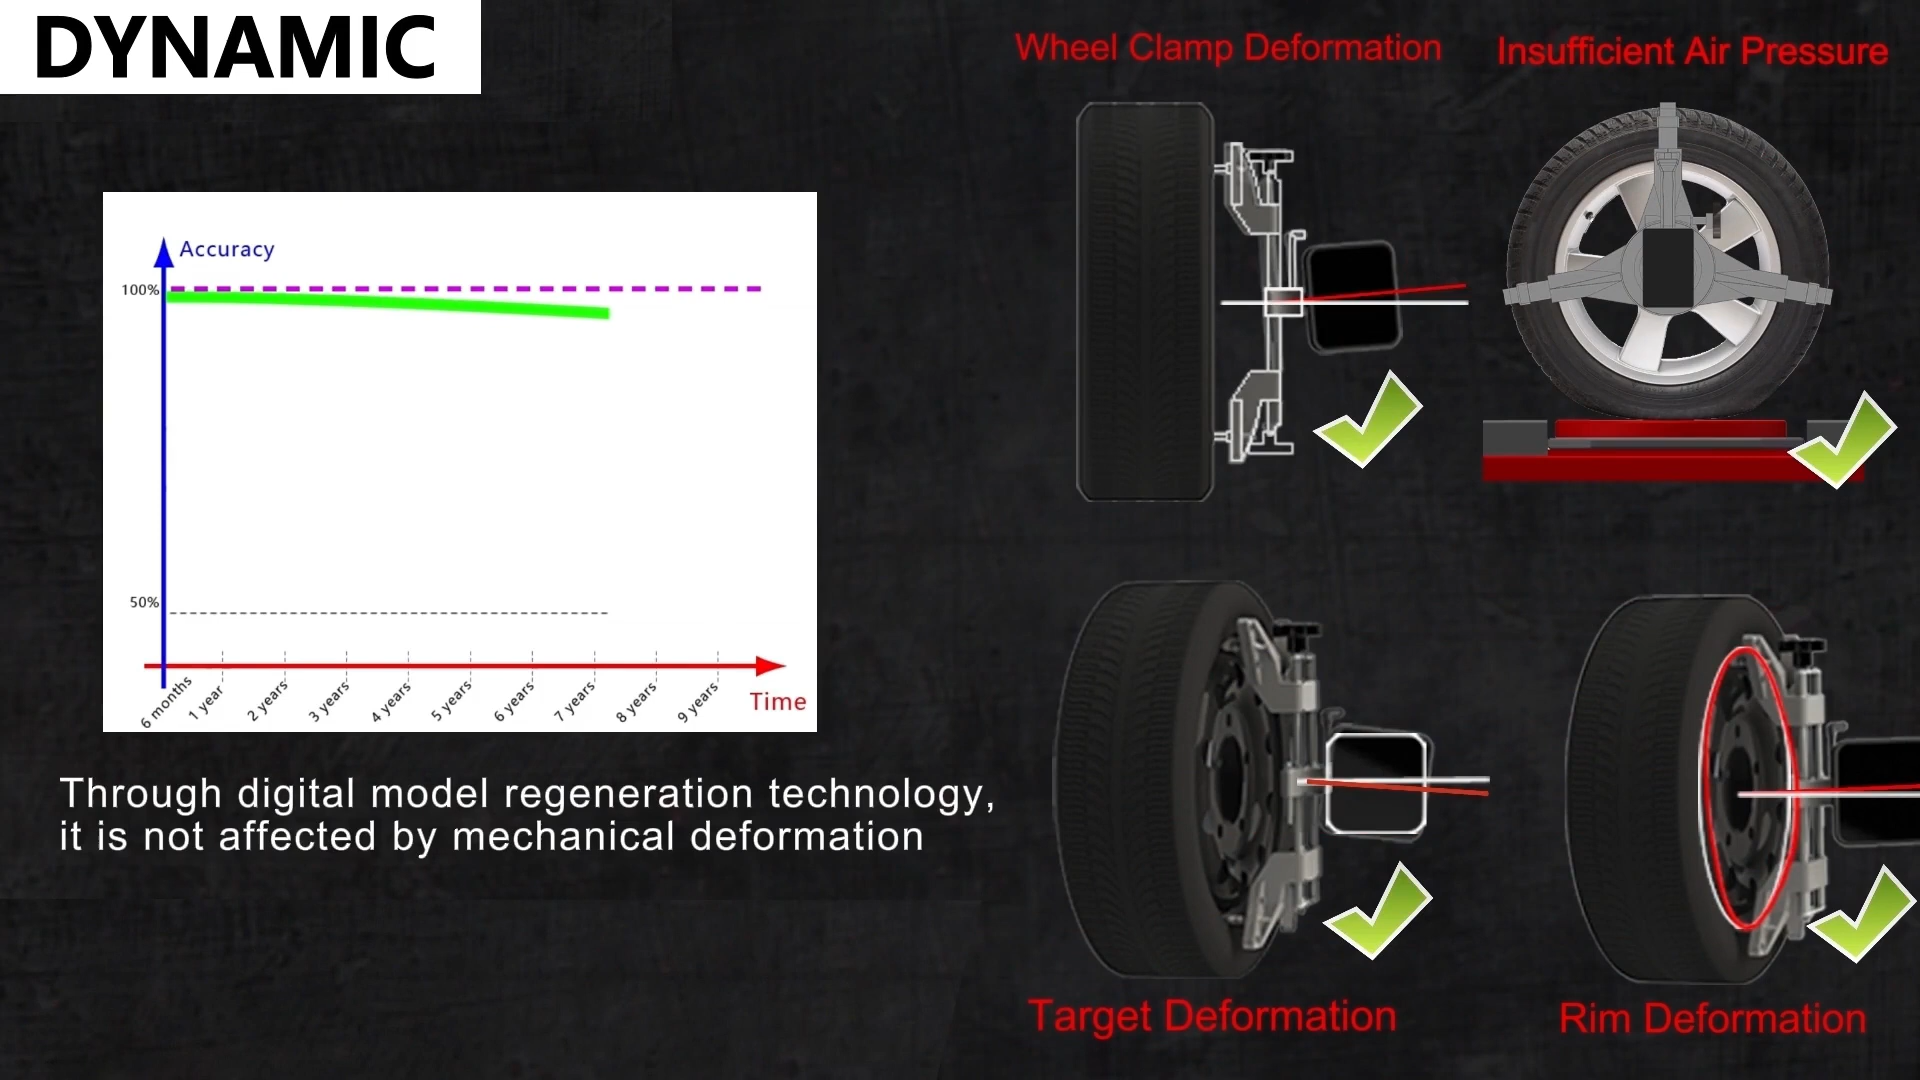 DYNAMIC
Wheel Clamp Deformation
Insufficient Air Pressure
Accuracy
100%
50%
6 months
1 year
2 years
3 years
4 years
5 years
6 years
7 years
8 years
9 years
Time
Through digital model regeneration technology,
it is not affected by mechanical deformation
Target Deformation
Rim Deformation